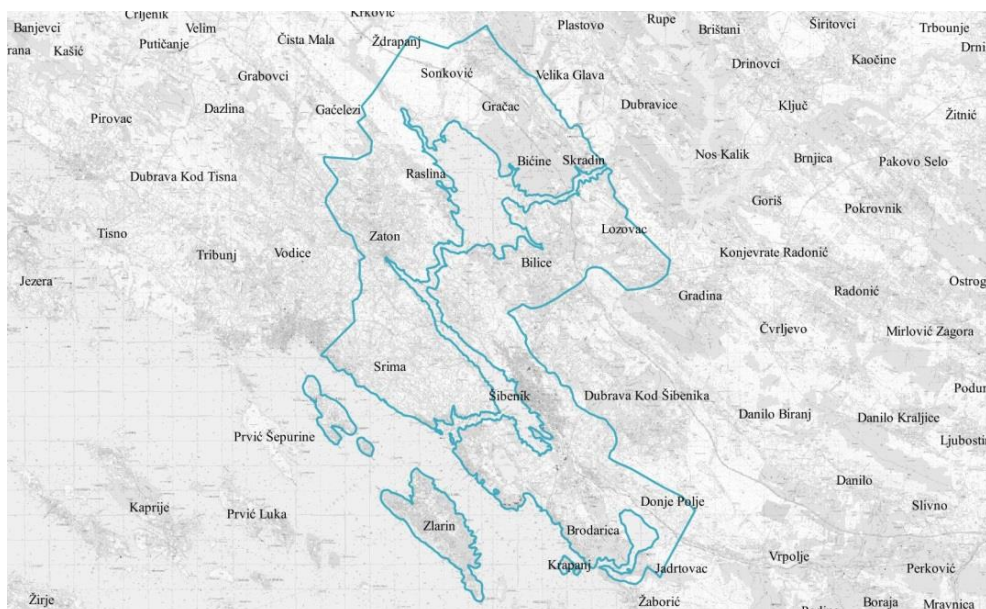 Crljenik
Krković
Banjevci
Velim
Plastovo
Rupe
Brištani
Širitovci
Trbounje
Putičanje
Čista Mala
Ždrapanj
rana
Kašić
Drni
Drinovci
Kaočine
Grabovci
Sonković
Velika Glava
Pirovac
Dazlina
Gaćelezi
Gračac
Dubravice
Ključ
Žitnić
Dubrava Kod Tisna
Raslina
Bićine
Skradin
Nos Kalik
Brnjica
Pakovo Selo
Goriš
Pokrovnik
Tisno
Tribunj
Vodice
Zaton
Lozovac
Konjevrate Radonić
Jezera
Bilice
Gradina
Radonić
Ostrog
Čvrljevo
Mirlović Zagora
Srima
Šibenik
Dubrava Kod Šibenika
Podum
Prvić Šepurine
Danilo Biranj
Danilo Kraljice
Ljubostin
Kaprije
Prvić Luka
Zlarin
Brodarica
Donje Polje
Danilo
Slivno
Krapanj
Jadrtovac
Vrpolje
Perković
Žirje
Žaborić
Boraja
Mravnica